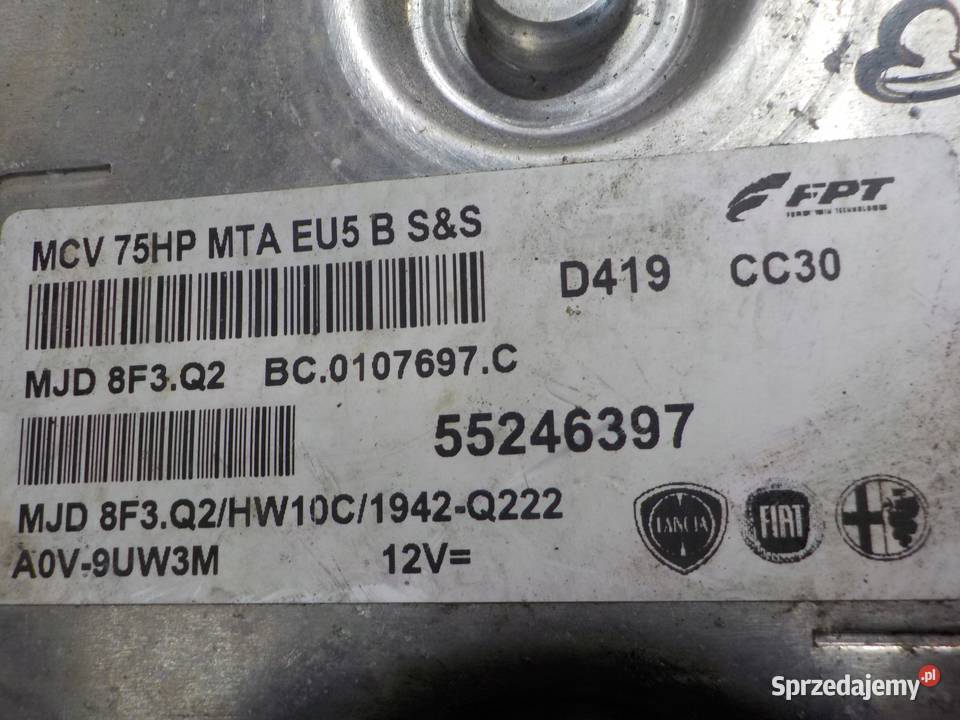 FPT
MCV 75HP MTA EU5 B S&S
D419 CC30
MJD 8F3.Q2 BC.0107697.C
55246397
MJD 8F3.Q2/HW10C/1942-Q222
A0V-9UW3M 12V=
LANCIA
FIAT
Sprzedajemy.pl